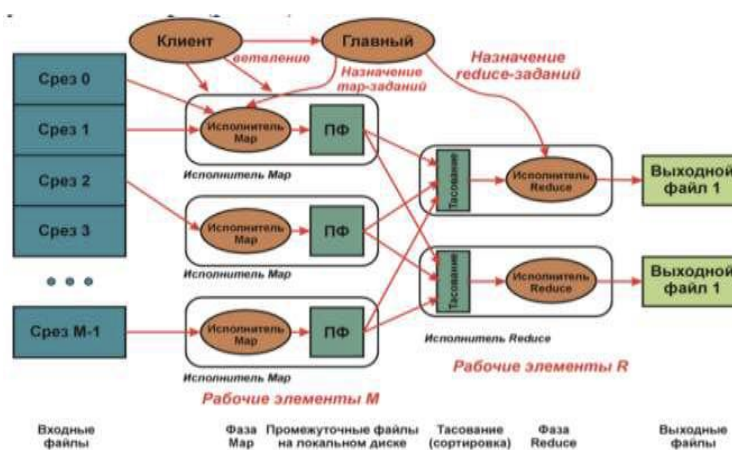 Клиент
Главный
ветвление
Назначение
map-заданий
Назначение
reduce-заданий
Срез 0
Срез 1
Срез 2
Срез 3
Срез M-1
Исполнитель
Map
ПФ
Исполнитель Map
Исполнитель
Map
ПФ
Исполнитель Map
Исполнитель
Map
ПФ
Исполнитель Map
Рабочие элементы M
Тасование
Исполнитель
Reduce
Тасование
Исполнитель
Reduce
Исполнитель Reduce
Рабочие элементы R
Выходной
файл 1
Выходной
файл 1
Входные
файлы
Фаза
Map
Промежуточные файлы
на локальном диске
Тасование
(сортировка)
Фаза
Reduce
Выходные
файлы